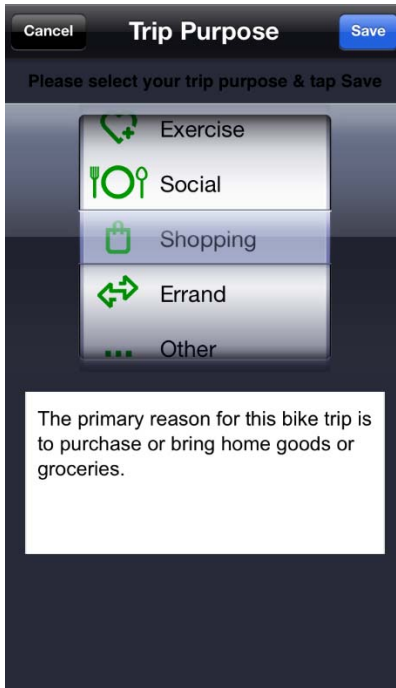 Cancel Trip Purpose Save
Please select your trip purpose & tap Save
Exercise
Social
Shopping
Errand
... Other
The primary reason for this bike trip is
to purchase or bring home goods or
groceries.